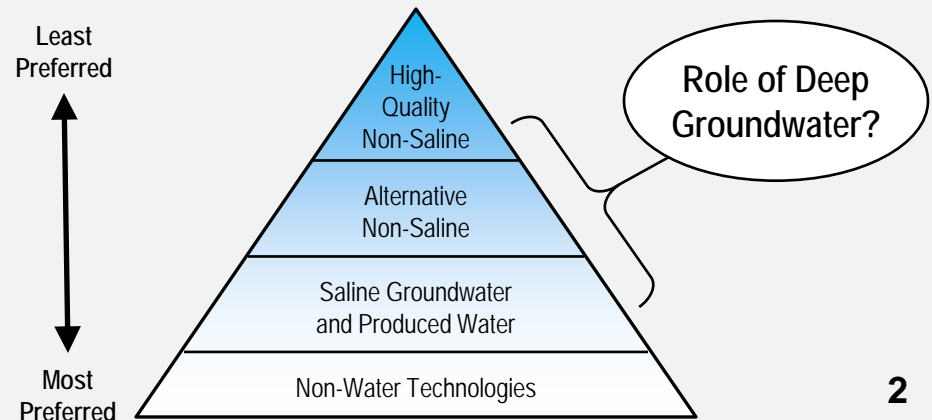 Least
Preferred
High-
Quality
Non-Saline
Role of Deep
Groundwater?
Alternative
Non-Saline
Saline Groundwater
and Produced Water
Most
Preferred
Non-Water Technologies
2